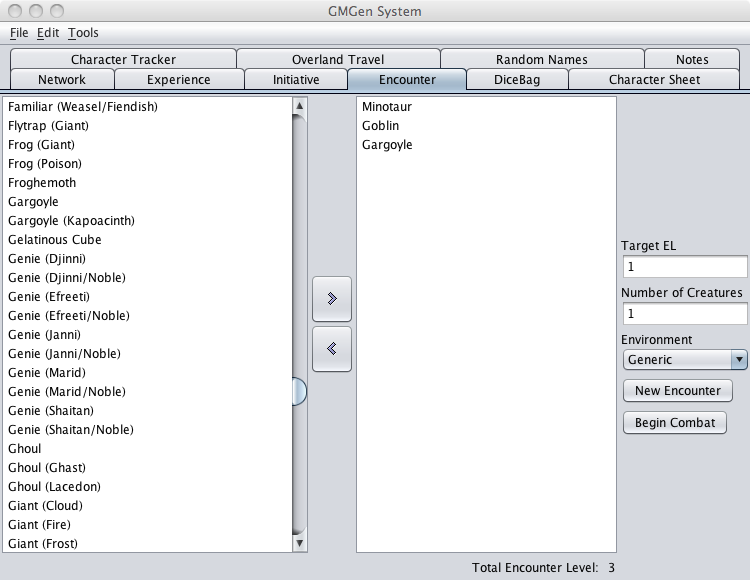 GMGen System
File Edit Tools
Character Tracker Overland Travel Random Names Notes
Network Experience Initiative Encounter DiceBag Character Sheet
Familiar (Weasel/Fiendish)
Flytrap (Giant)
Frog (Giant)
Frog (Poison)
Froghemoth
Gargoyle
Gargoyle (Kapoacinth)
Gelatinous Cube
Genie (Djinni)
Genie (Djinni/Noble)
Genie (Efreeti)
Genie (Efreeti/Noble)
Genie (Janni)
Genie (Janni/Noble)
Genie (Marid)
Genie (Marid/Noble)
Genie (Shaitan)
Genie (Shaitan/Noble)
Ghoul
Ghoul (Ghast)
Ghoul (Lacedon)
Giant (Cloud)
Giant (Fire)
Giant (Frost)
Minotaur
Goblin
Gargoyle
Target EL
1
Number of Creatures
1
Environment
Generic
New Encounter
Begin Combat
Total Encounter Level: 3